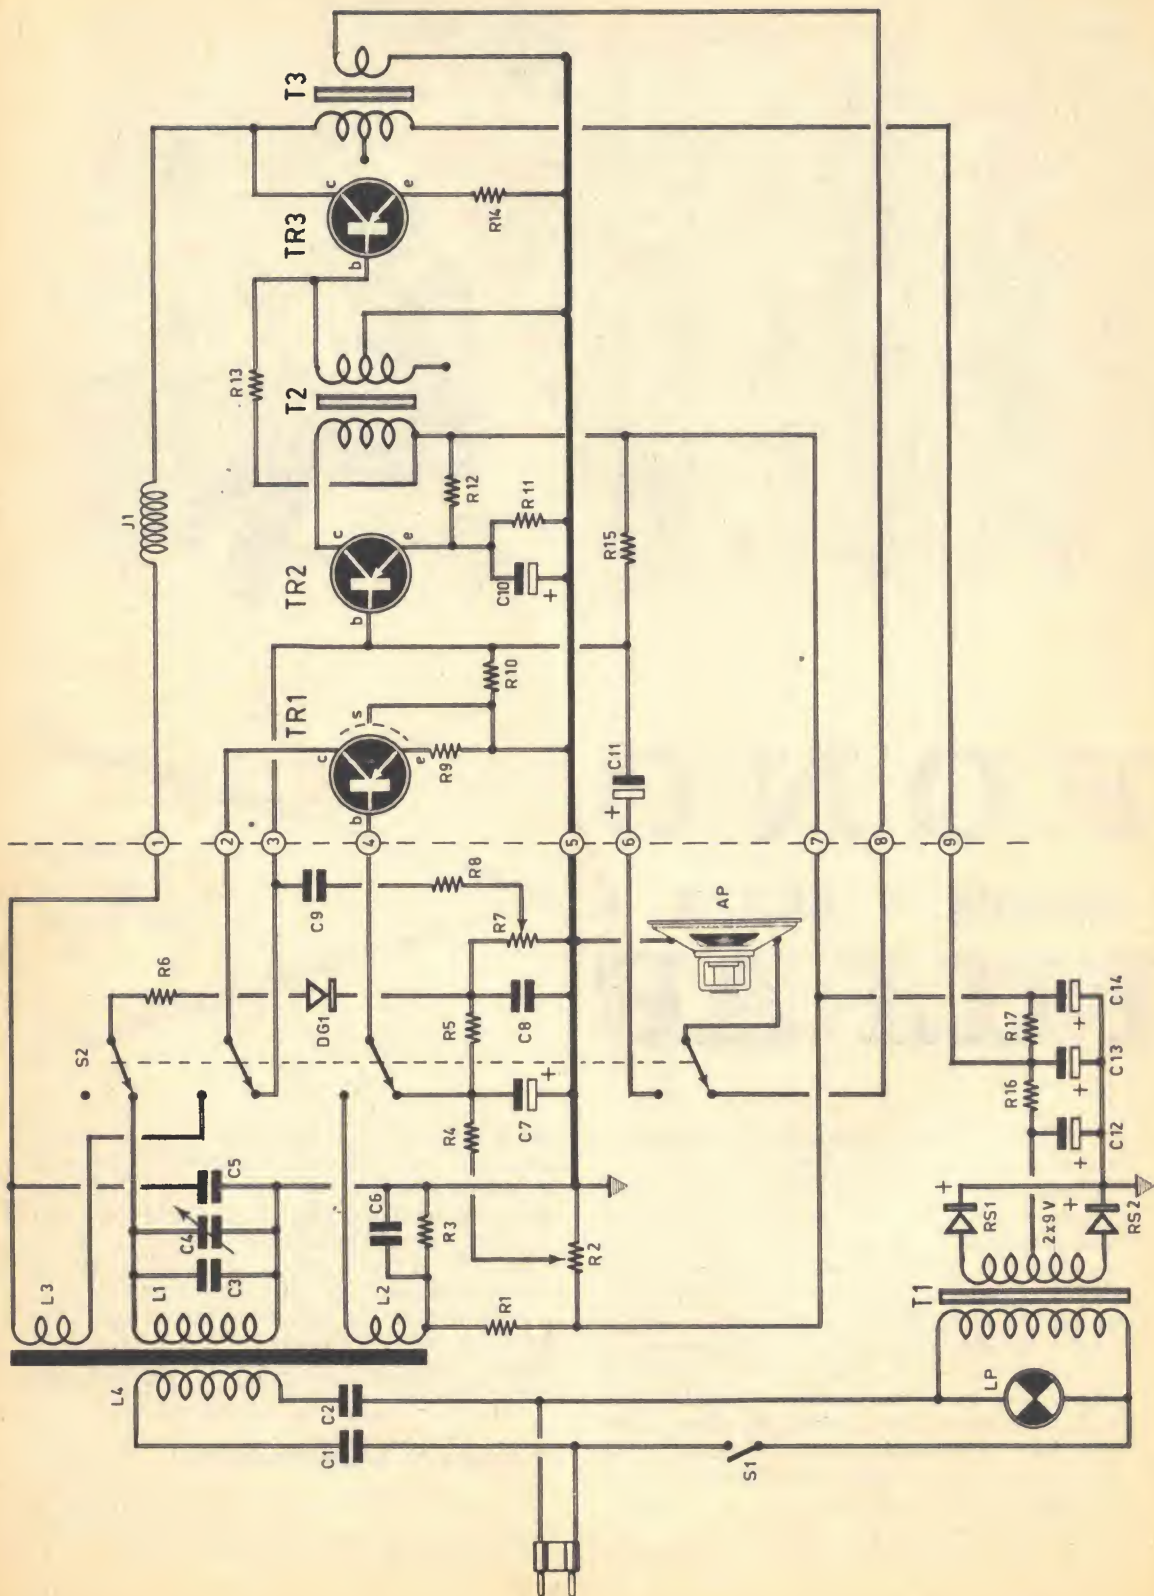 L4
C1
C2
S1
LP
T1
2x9V
RS1
+
RS2
+
L3
L1
C3
C4
C5
L2
C6
R3
R1
R2
R4
C7
+
R5
C8
S2
R6
DG1
C9
R8
R7
AP
R16
R17
C12
+
C13
+
C14
+
1
2
3
4
5
6
7
8
9
TR1
c
b
e
s
R9
R10
C11
+
J1
TR2
c
b
e
C10
+
R11
R12
R15
R13
T2
TR3
c
b
e
R14
T3